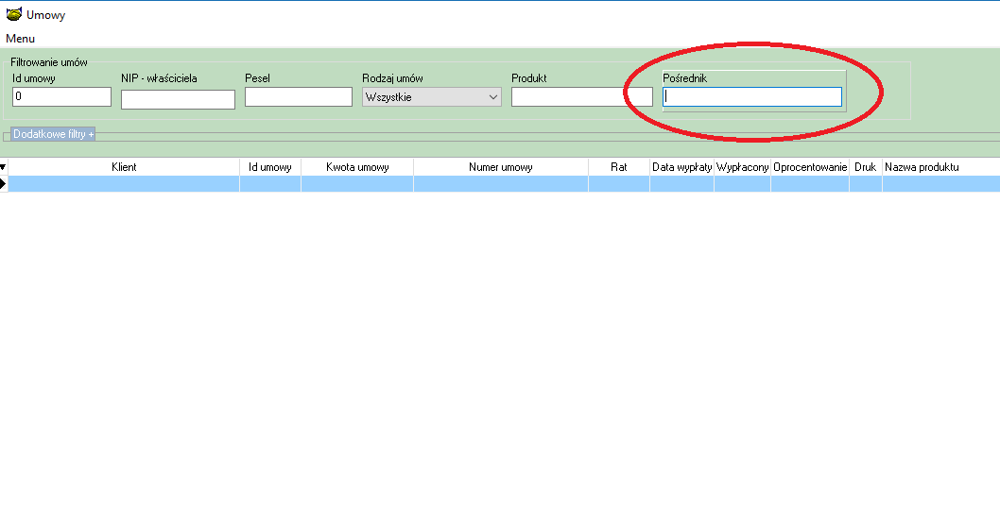 Umowy
Menu
Filtrowanie umów
Id umowy NIP - właściciela Pesel Rodzaj umów Produkt Pośrednik
0 Wszystkie
Dodatkowe filtry +
Klient Id umowy Kwota umowy Numer umowy Rat Data wypłaty Wypłacony Oprocentowanie Druk Nazwa produktu